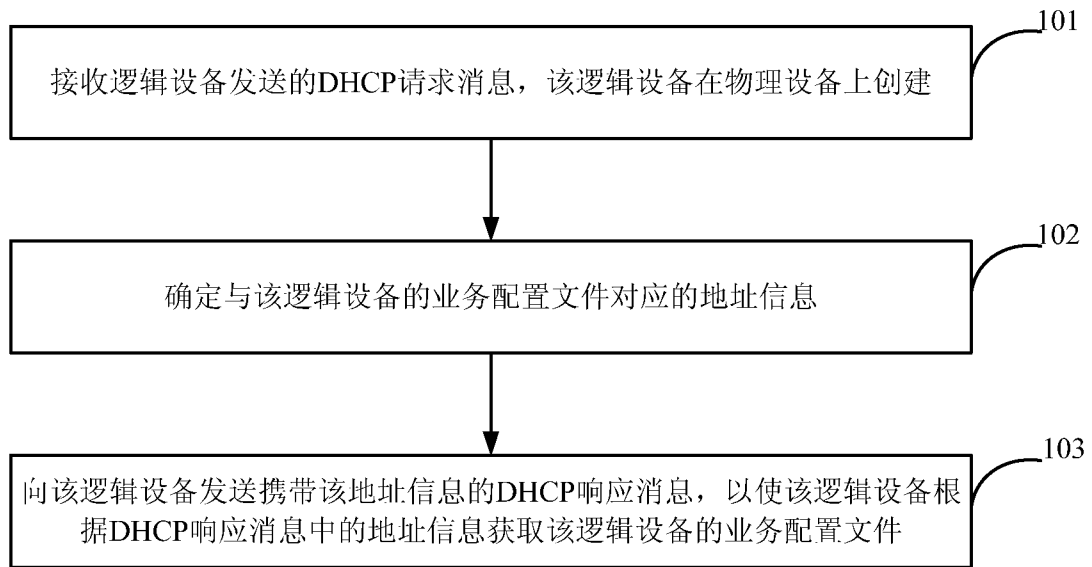 101
接收逻辑设备发送的DHCP请求消息，该逻辑设备在物理设备上创建
102
确定与该逻辑设备的业务配置文件对应的地址信息
103
向该逻辑设备发送携带该地址信息的DHCP响应消息，以使该逻辑设备根
据DHCP响应消息中的地址信息获取该逻辑设备的业务配置文件